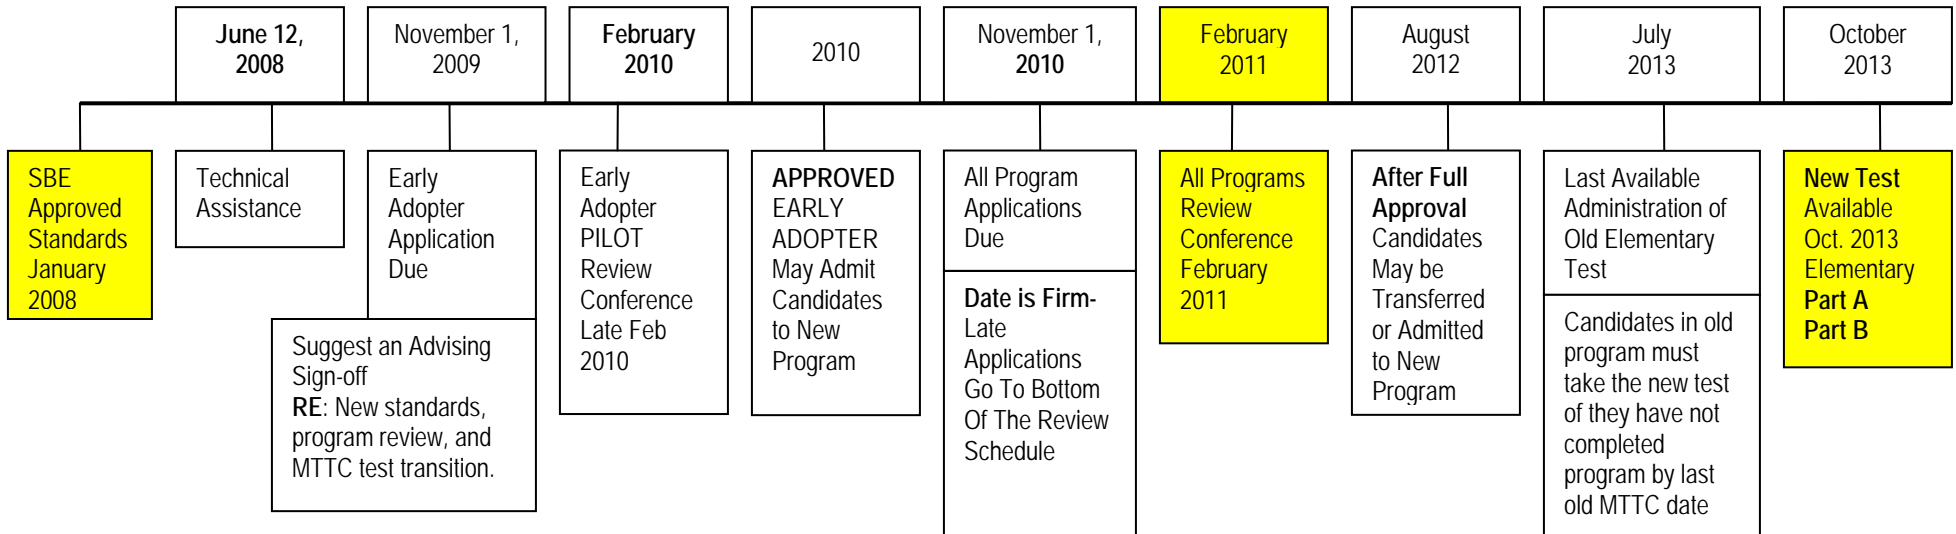 June 12,
2008
November 1,
2009
February
2010
2010
November 1,
2010
February
2011
August
2012
July
2013
October
2013
SBE
Approved
Standards
January
2008
Technical
Assistance
Early
Adopter
Application
Due
Suggest an Advising
Sign-off
RE: New standards,
program review, and
MTTC test transition.
Early
Adopter
PILOT
Review
Conference
Late Feb
2010
APPROVED
EARLY
ADOPTER
May Admit
Candidates
to New
Program
All Program
Applications
Due
Date is Firm-
Late
Applications
Go To Bottom
Of The Review
Schedule
All Programs
Review
Conference
February
2011
After Full
Approval
Candidates
May be
Transferred
or Admitted
to New
Program
Last Available
Administration of
Old Elementary
Test
Candidates in old
program must
take the new test
of they have not
completed
program by last
old MTTC date
New Test
Available
Oct. 2013
Elementary
Part A
Part B